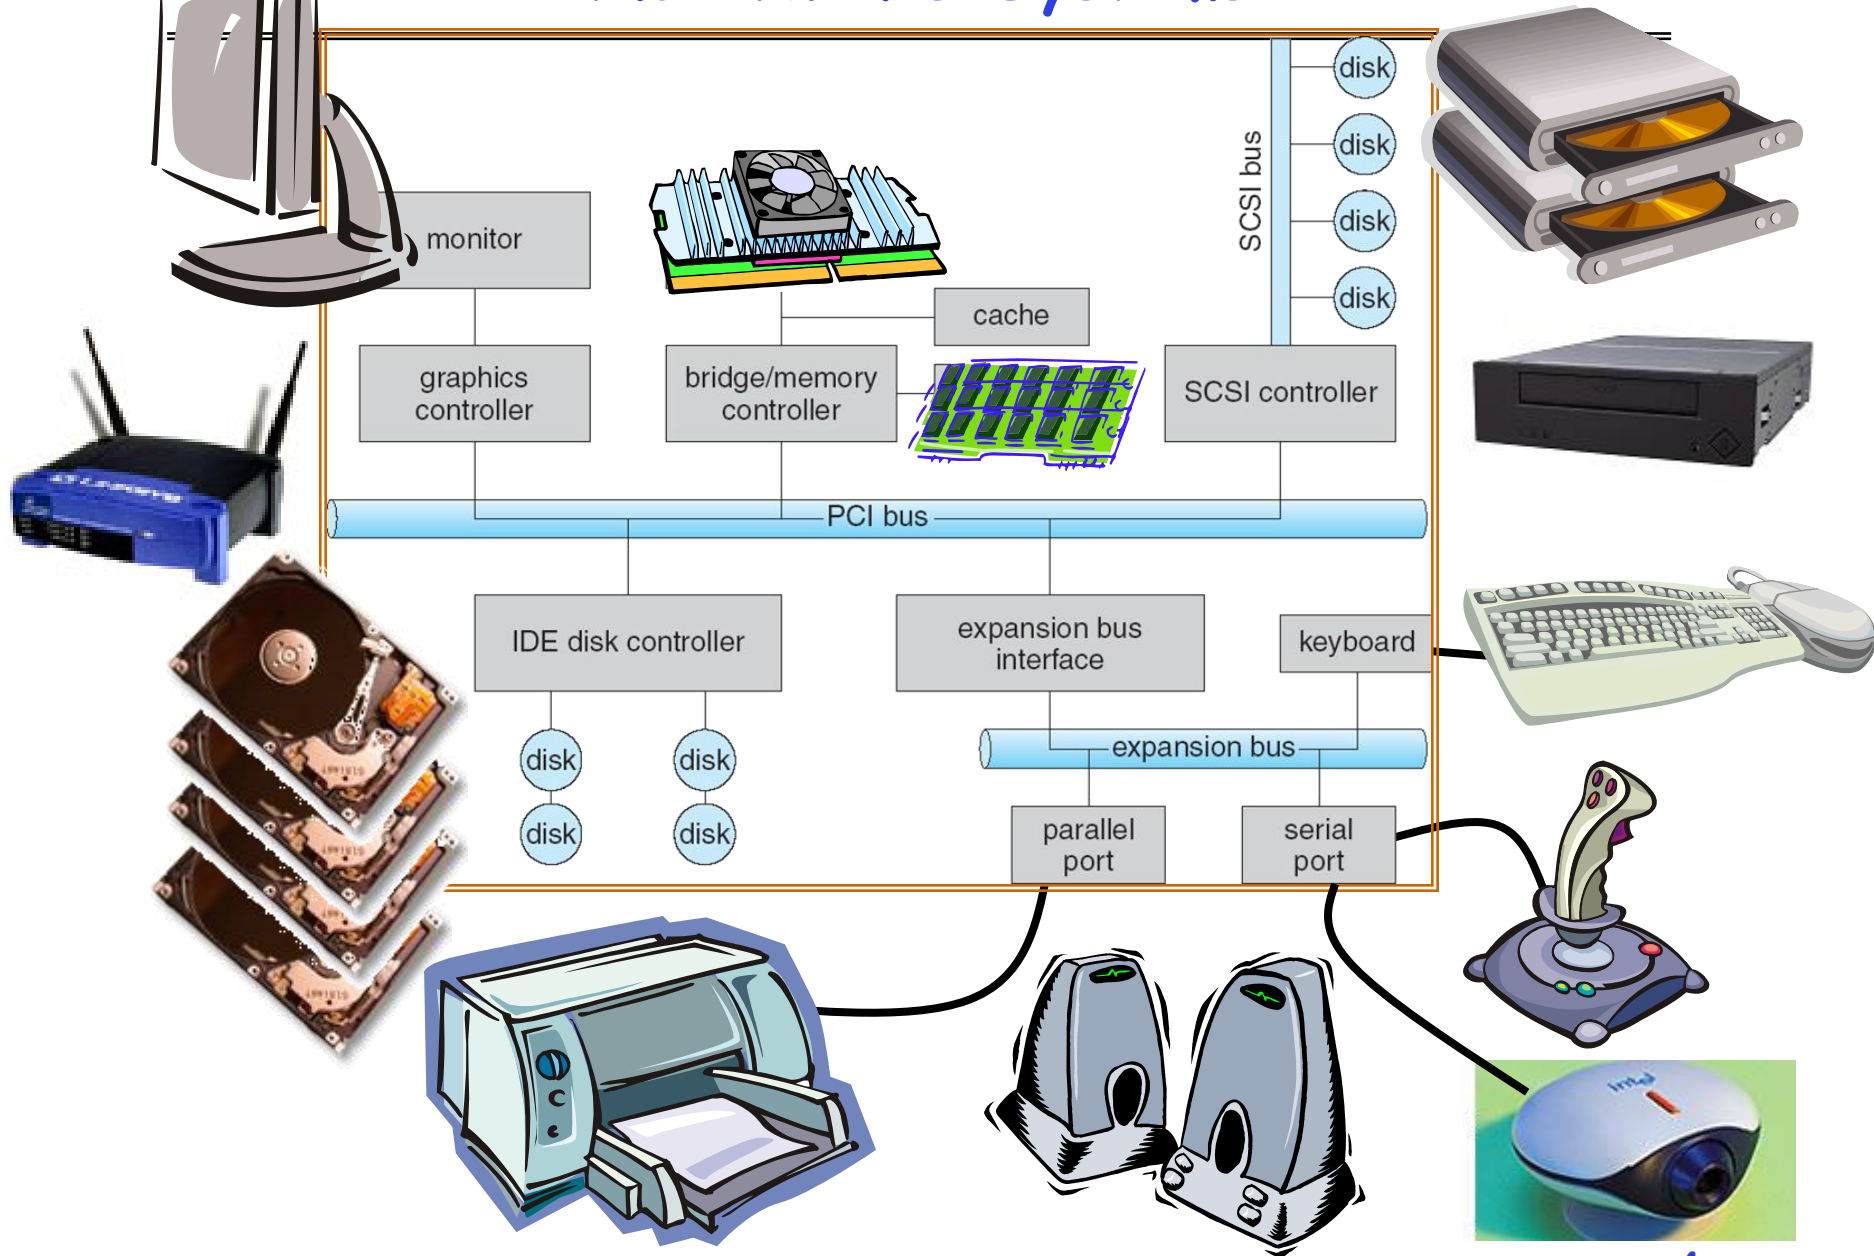 disk
disk
SCSI bus
disk
monitor
disk
cache
graphics
controller
bridge/memory
controller
SCSI controller
PCI bus
IDE disk controller
expansion bus
interface
keyboard
expansion bus
disk
disk
disk
disk
parallel
port
serial
port
intel